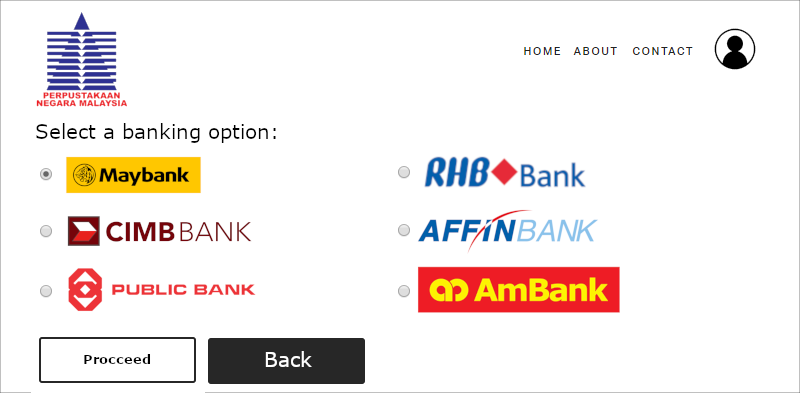 PERPUSTAKAAN
NEGARA MALAYSIA
HOME ABOUT CONTACT
Select a banking option:
Maybank
RHB Bank
CIMB BANK
AFFIN BANK
PUBLIC BANK
AmBank
Procceed
Back